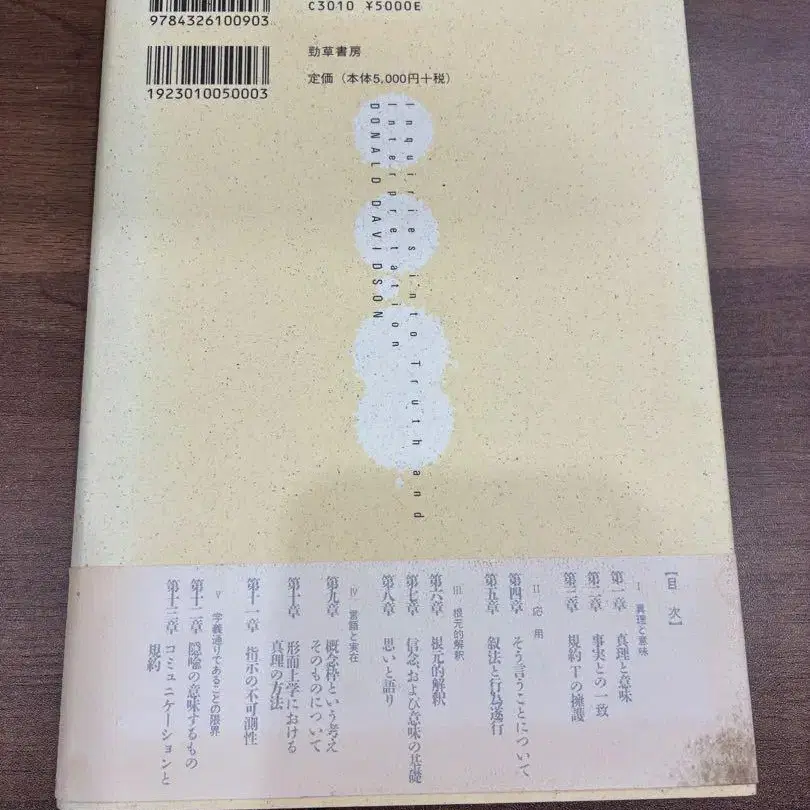 9784326100903
C3010 ¥5000E
1923010050003
勁草書房
定価（本体5,000円＋税）
Inquiries into Truth and
Interpretation
DONALD DAVIDSON
【目 次】
Ⅰ 真理と意味
第一章 真理と意味
第二章 事実との一致
第三章 規約Tの擁護
Ⅱ 応 用
第四章 そう言うことについて
第五章 叙法と行為遂行
Ⅲ 根元的解釈
第六章 根元的解釈
第七章 信念および意味の基礎
第八章 思いと語り
Ⅳ 言語と実在
第九章 概念枠という考え
そのものについて
第十章 形而上学における
真理の方法
第十一章 指示の不可測性
Ⅴ 字義通りであることの限界
第十二章 隠喩の意味するもの
第十三章 コミュニケーションと
規約